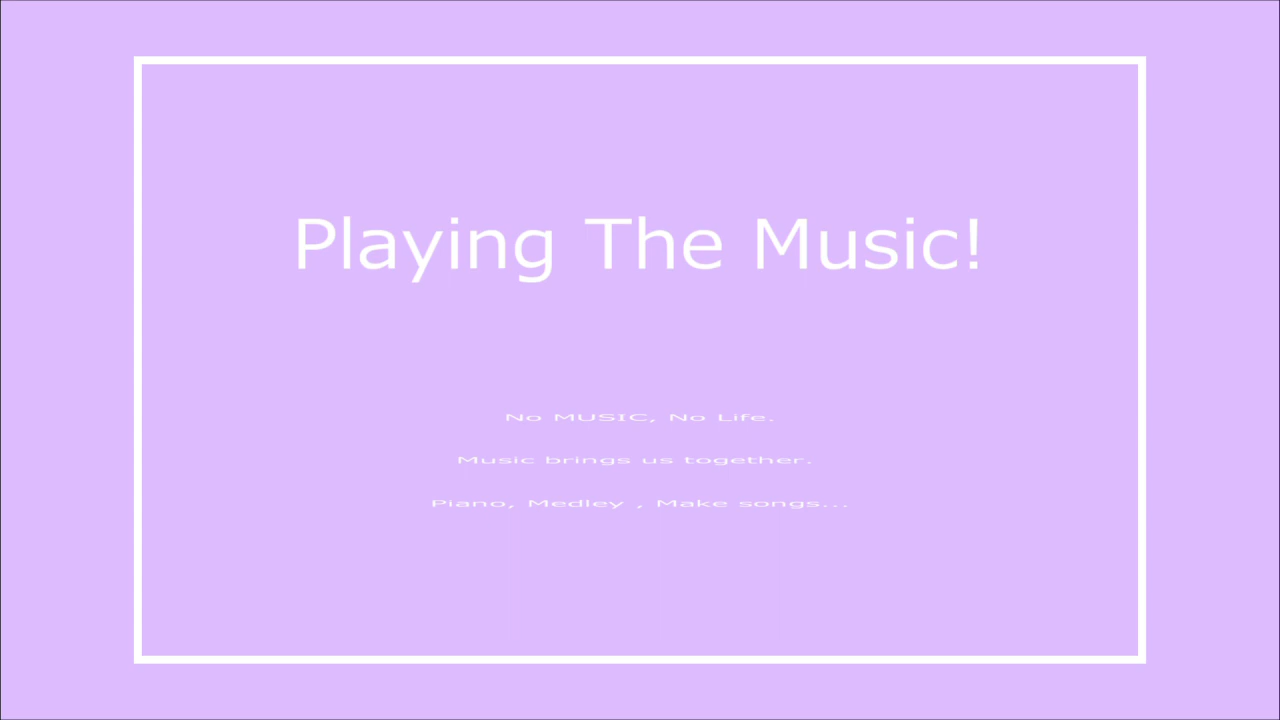 Playing The Music!
No MUSIC, No Life.
Music brings us together.
Piano, Medley , Make songs...